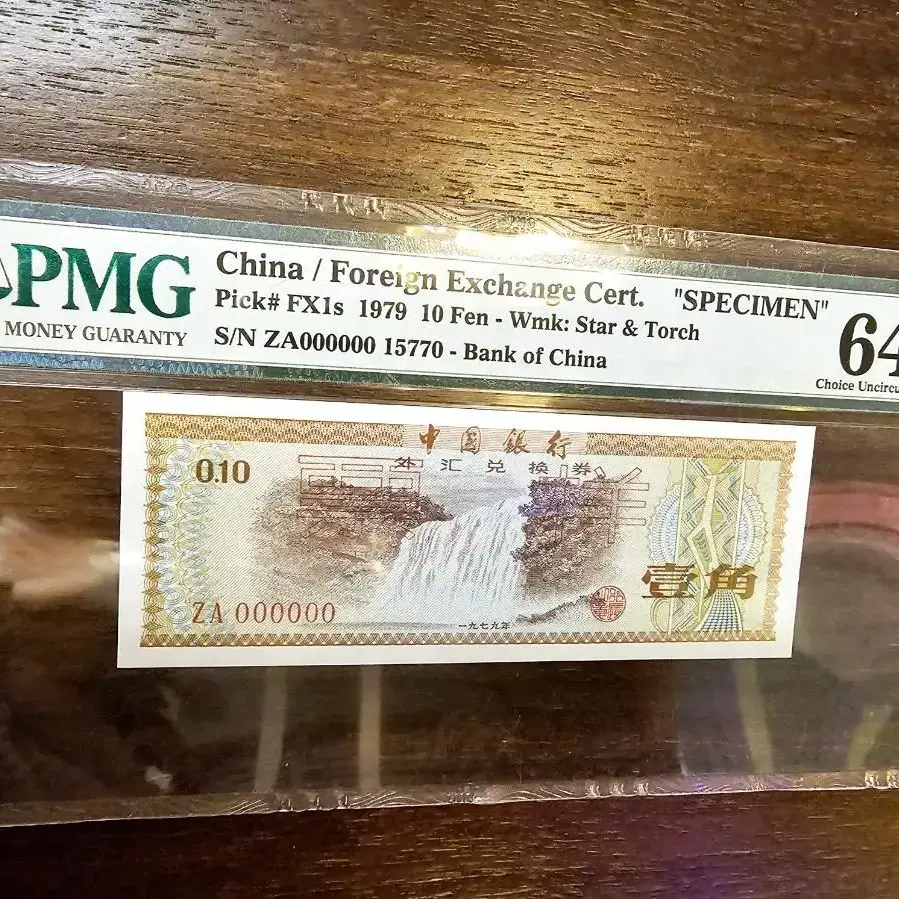 PMG
MONEY GUARANTY
China / Foreign Exchange Cert. "SPECIMEN"
Pick# FX1s 1979 10 Fen - Wmk: Star & Torch
S/N ZA000000 15770 - Bank of China
64
Choice
中国银行
外汇兑换券
0.10
票样
壹角
ZA 000000
一九七九年